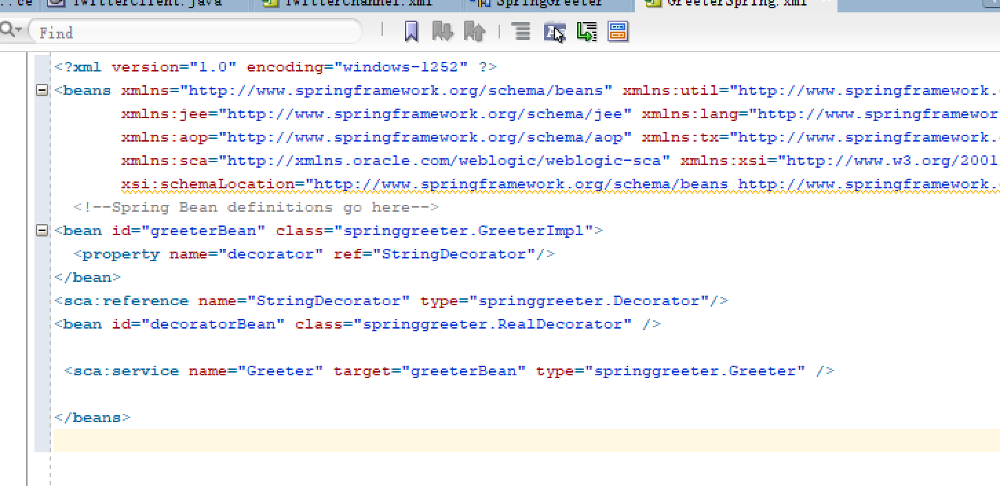 ..ce TwitterClient.java TwitterChannel.xml SpringGreeter GreeterSpring.xml
Find
<?xml version="1.0" encoding="windows-1252" ?>
<beans xmlns="http://www.springframework.org/schema/beans" xmlns:util="http://www.springframework.
xmlns:jee="http://www.springframework.org/schema/jee" xmlns:lang="http://www.springframewor
xmlns:aop="http://www.springframework.org/schema/aop" xmlns:tx="http://www.springframework.
xmlns:sca="http://xmlns.oracle.com/weblogic/weblogic-sca" xmlns:xsi="http://www.w3.org/2001
xsi:schemaLocation="http://www.springframework.org/schema/beans http://www.springframework.
<!--Spring Bean definitions go here-->
<bean id="greeterBean" class="springgreeter.GreeterImpl">
<property name="decorator" ref="StringDecorator"/>
</bean>
<sca:reference name="StringDecorator" type="springgreeter.Decorator"/>
<bean id="decoratorBean" class="springgreeter.RealDecorator" />
<sca:service name="Greeter" target="greeterBean" type="springgreeter.Greeter" />
</beans>